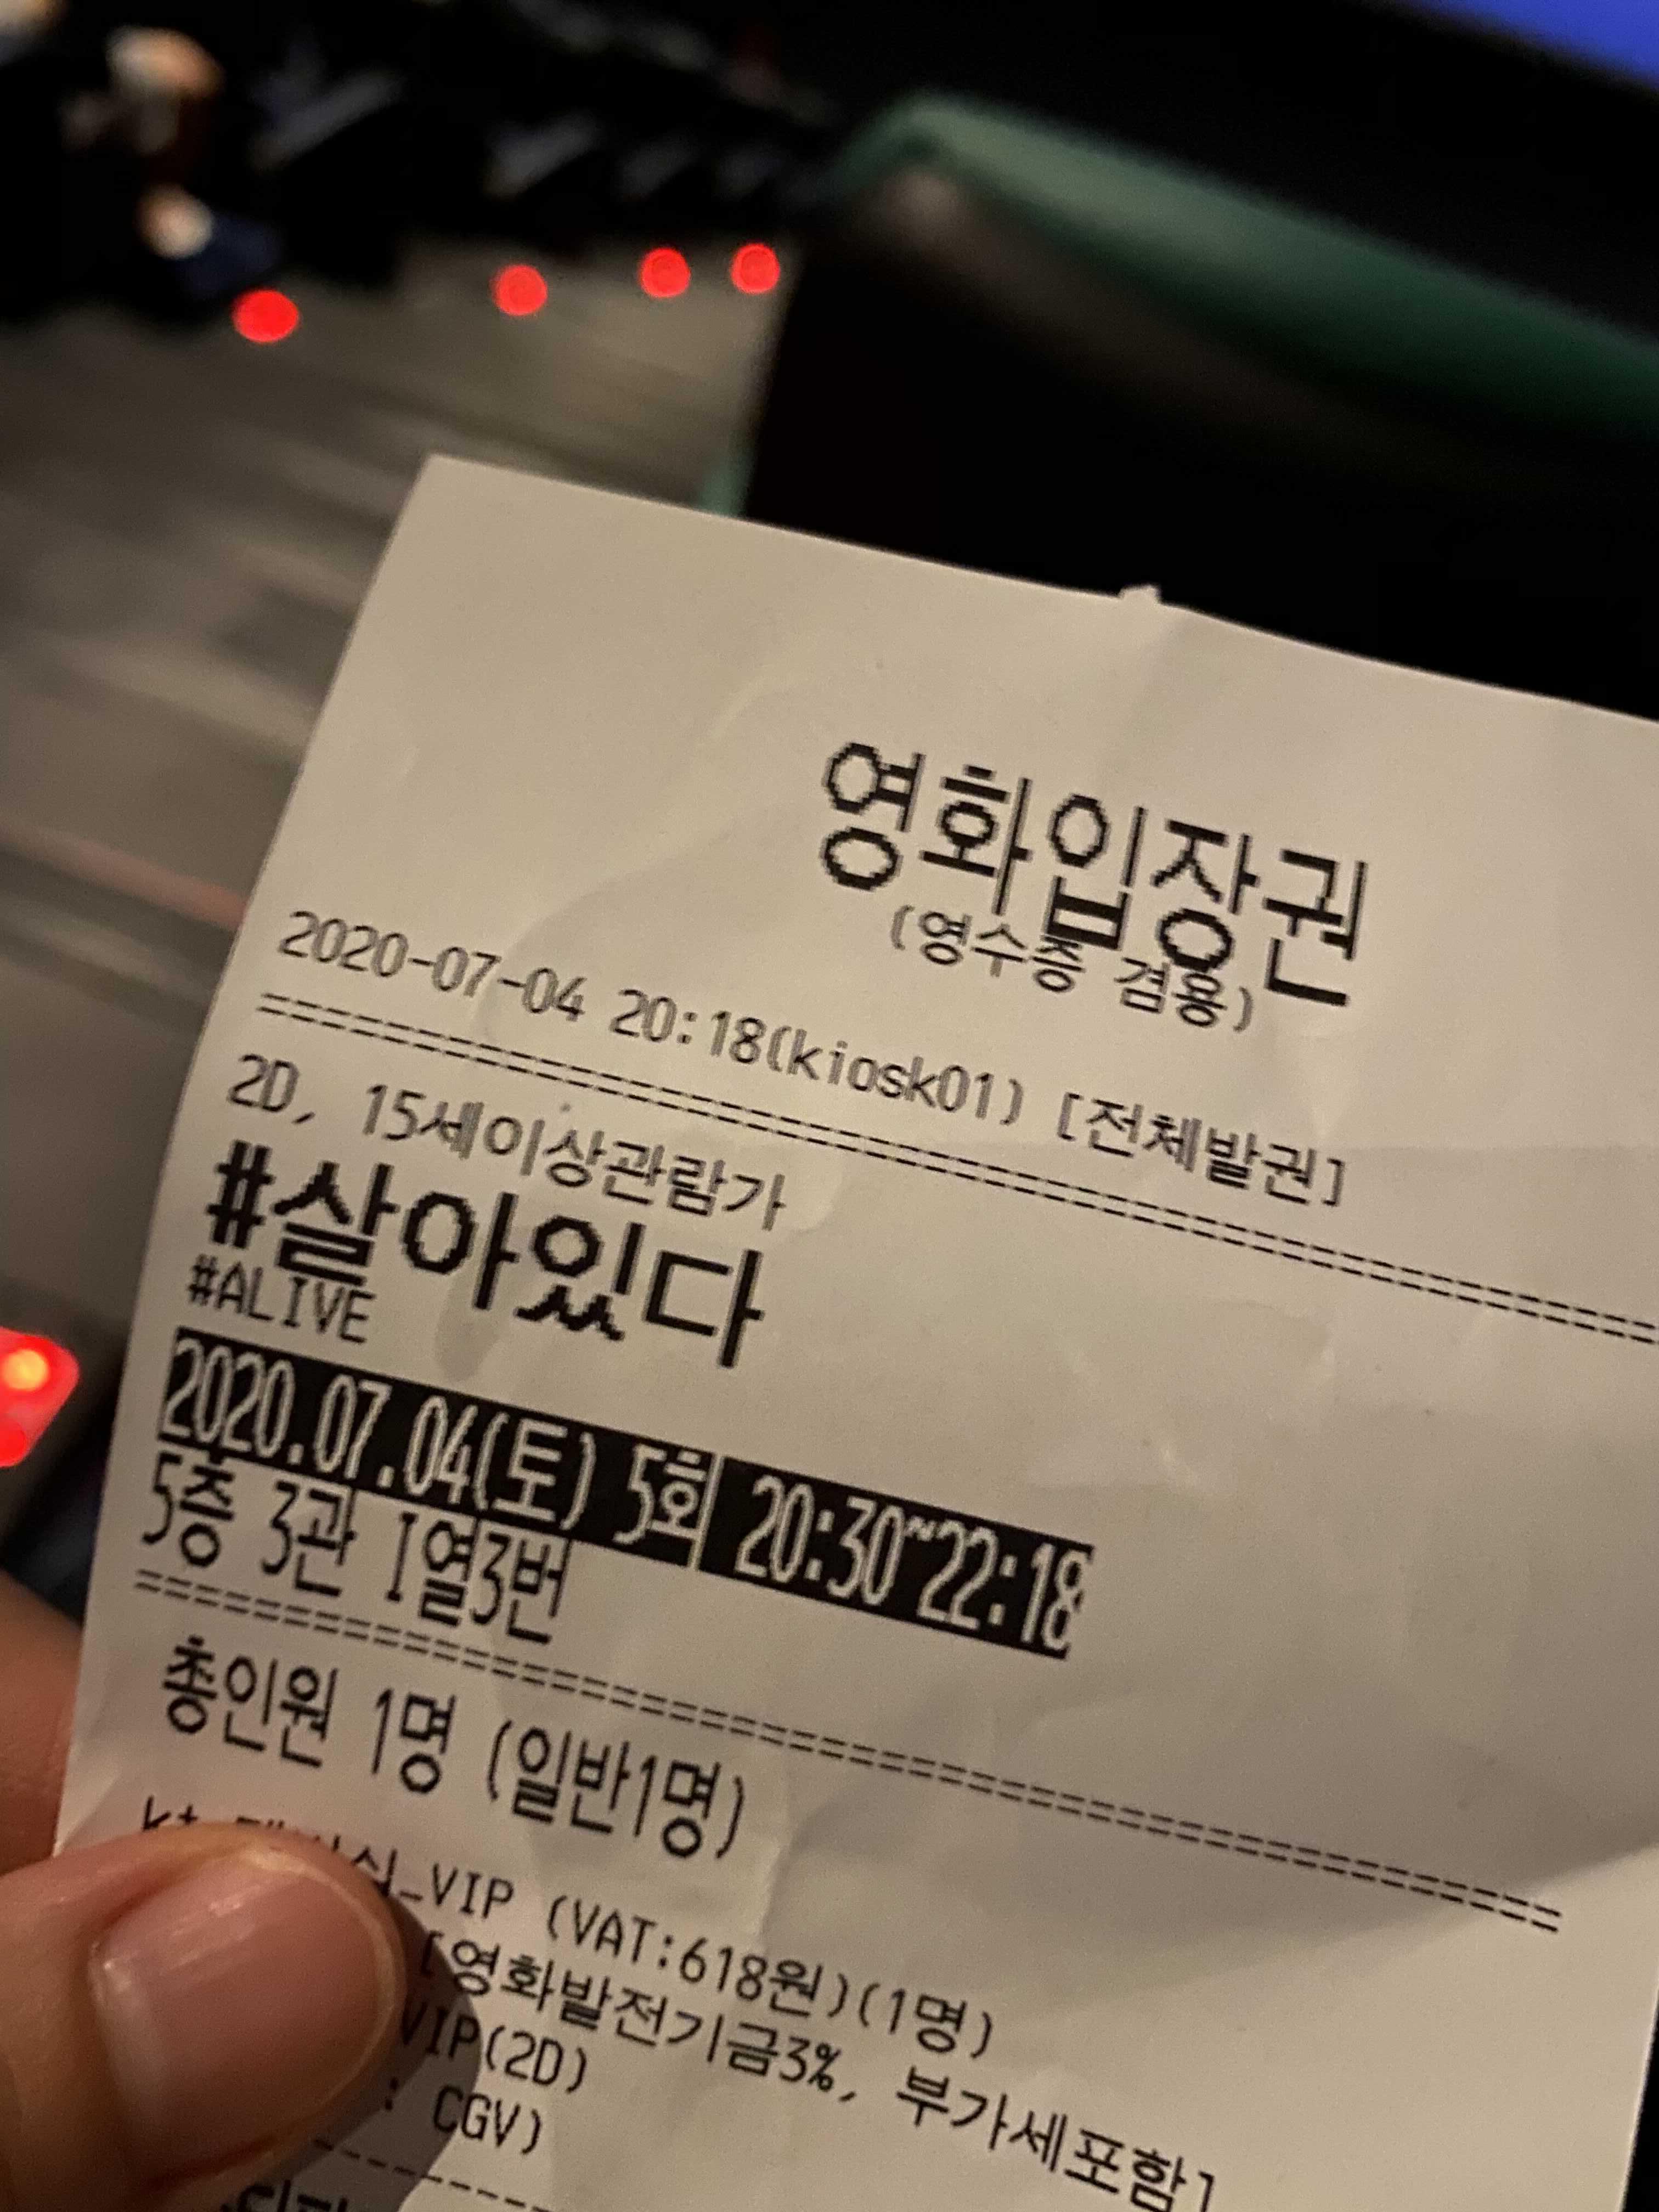 영화입장권
(영수증 겸용)
2020-07-04 20:18(kiosk01) [전체발권]
2D, 15세이상관람가
#살아있다
#ALIVE
2020.07.04(토) 5회 20:30~22:18
5층 3관 I열3번
총인원 1명 (일반1명)
_VIP (VAT:618원)(1명)
[영화발전기금3%, 부가세포함]
VIP(2D)
: CGV)